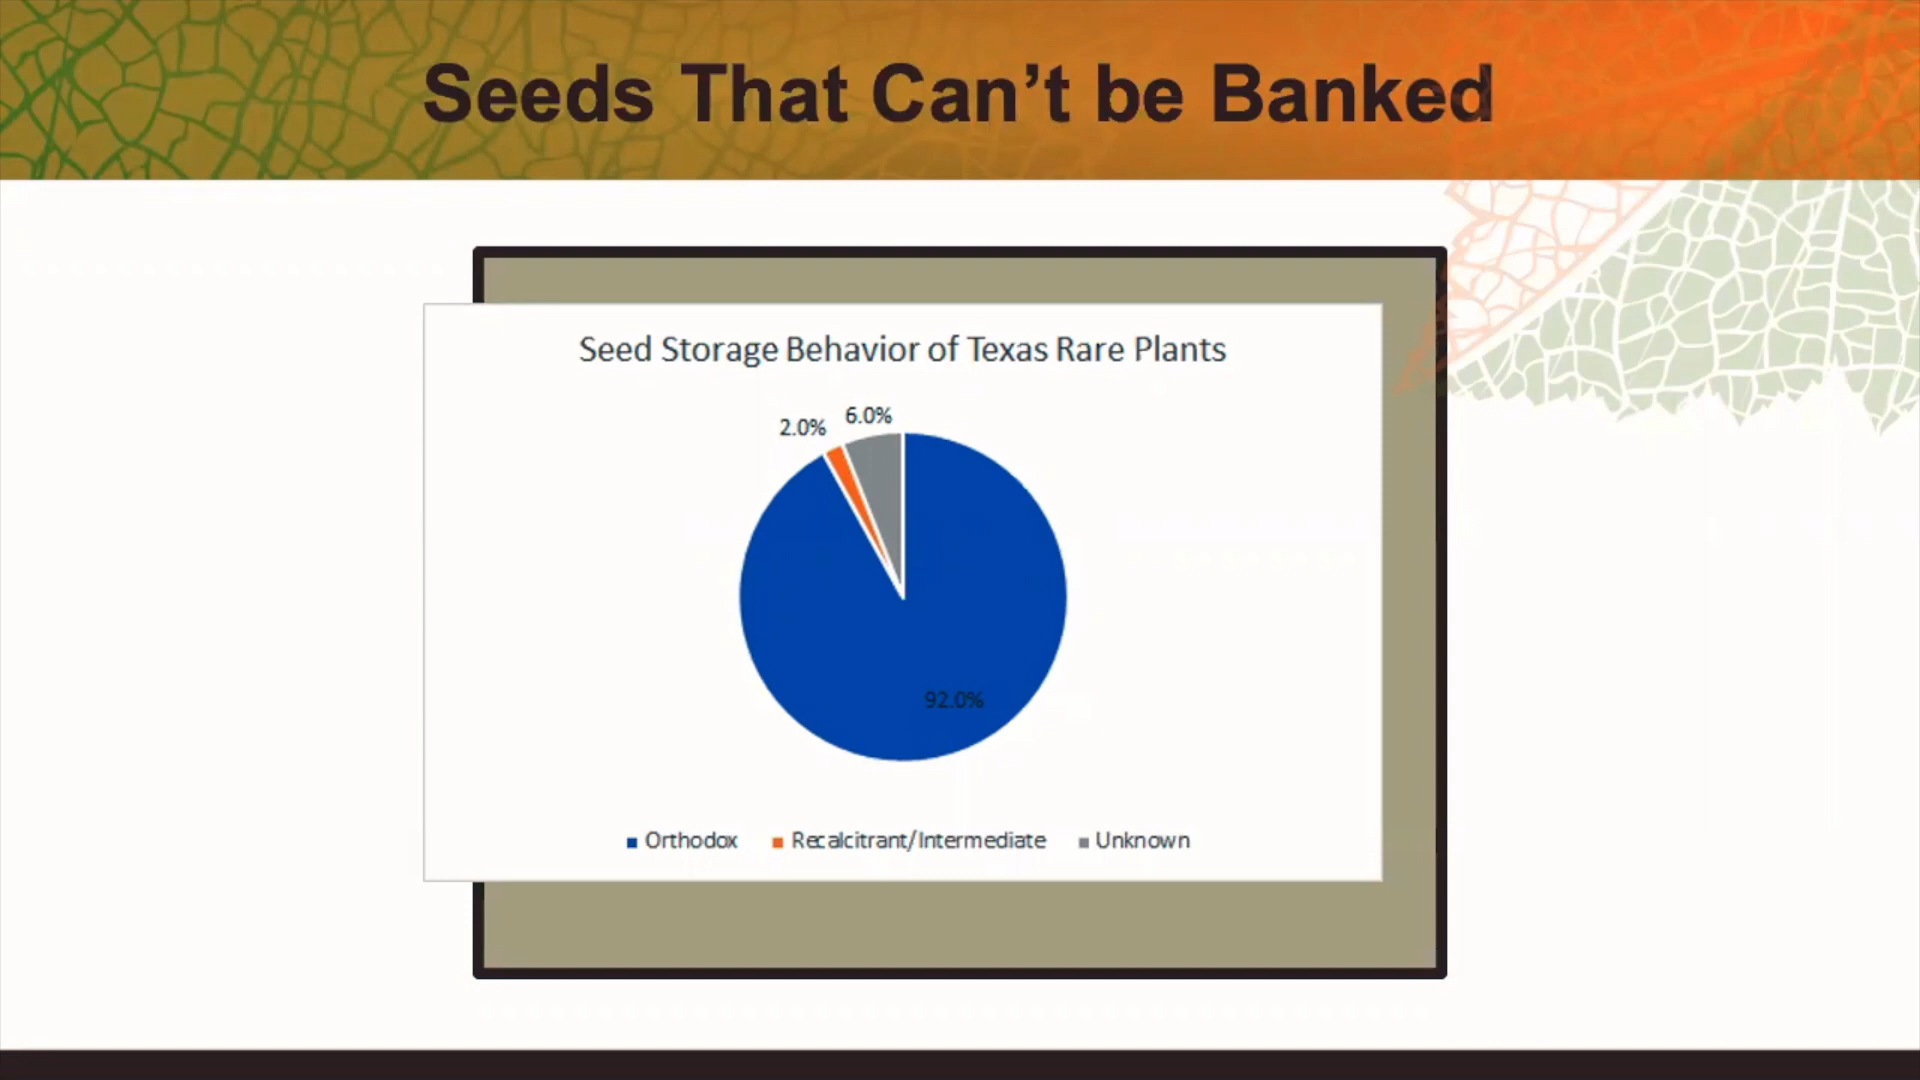 Seeds That Can’t be Banked
Seed Storage Behavior of Texas Rare Plants
2.0% 6.0%
92.0%
Orthodox Recalcitrant/Intermediate Unknown